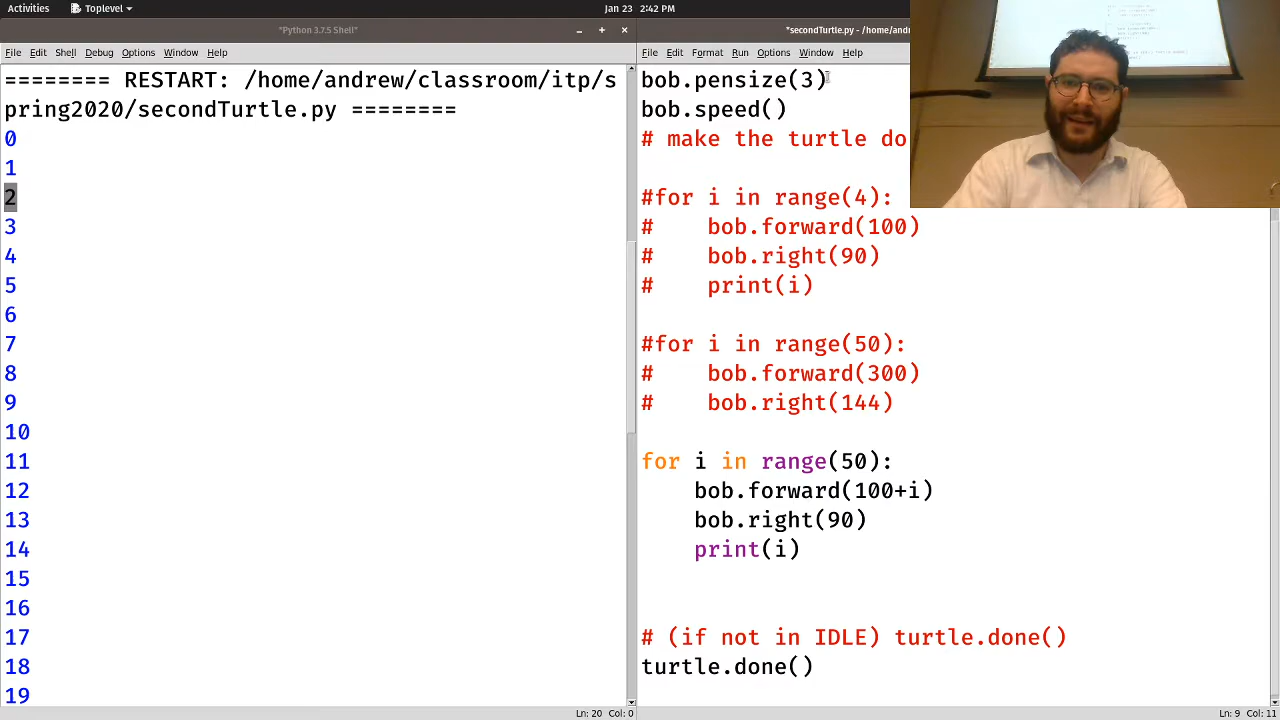 Activities Toplevel Jan 23 2:42 PM
*Python 3.7.5 Shell*
File Edit Shell Debug Options Window Help
======== RESTART: /home/andrew/classroom/itp/s
pring2020/secondTurtle.py ========
0
1
2
3
4
5
6
7
8
9
10
11
12
13
14
15
16
17
18
19
Ln: 20 Col: 0
*secondTurtle.py - /home/andre
File Edit Format Run Options Window Help
bob.pensize(3)
bob.speed()
# make the turtle do
#for i in range(4):
#    bob.forward(100)
#    bob.right(90)
#    print(i)
#for i in range(50):
#    bob.forward(300)
#    bob.right(144)
for i in range(50):
    bob.forward(100+i)
    bob.right(90)
    print(i)
# (if not in IDLE) turtle.done()
turtle.done()
Ln: 9 Col: 11